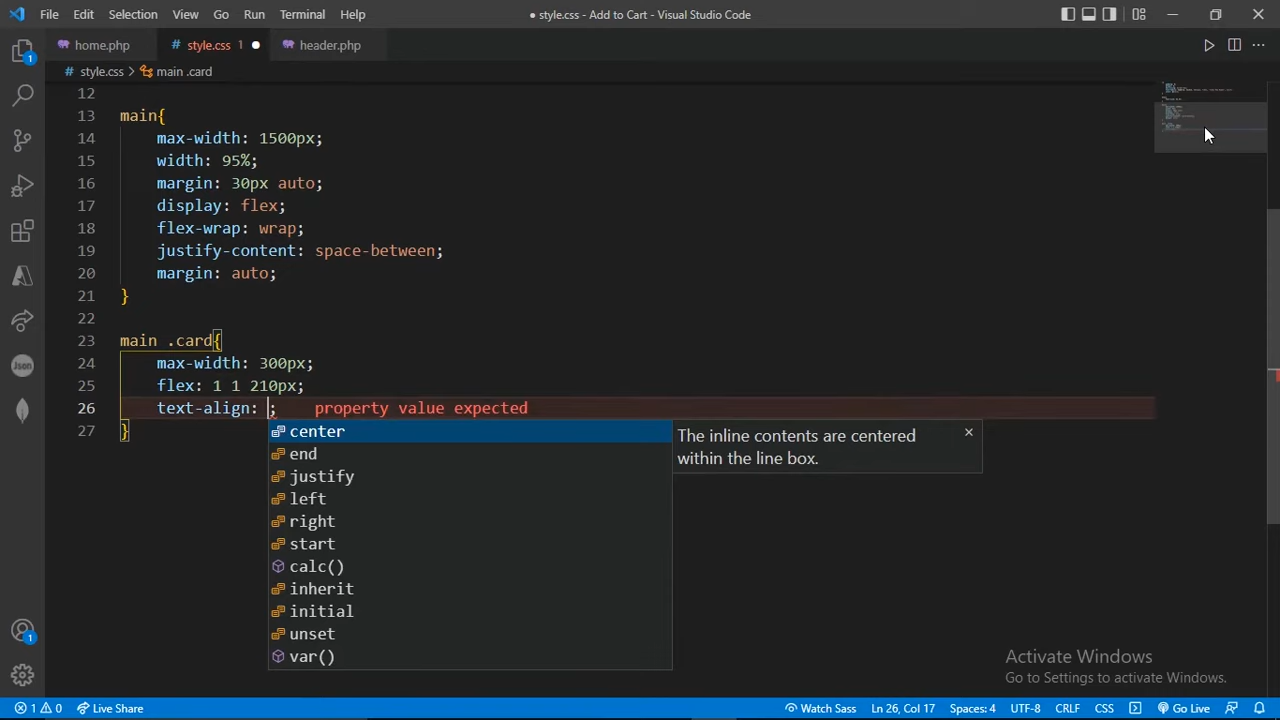 File Edit Selection View Go Run Terminal Help ● style.css - Add to Cart - Visual Studio Code
home.php # style.css 1 ● header.php
# style.css > main .card
12
13 main{
14 max-width: 1500px;
15 width: 95%;
16 margin: 30px auto;
17 display: flex;
18 flex-wrap: wrap;
19 justify-content: space-between;
20 margin: auto;
21 }
22
23 main .card{
24 max-width: 300px;
25 flex: 1 1 210px;
26 text-align: ; property value expected
27 }
center
end
justify
left
right
start
calc()
inherit
initial
unset
var()
The inline contents are centered
within the line box.
1
Json
1
Activate Windows
Go to Settings to activate Windows.
1 0 Live Share Watch Sass Ln 26, Col 17 Spaces: 4 UTF-8 CRLF CSS Go Live